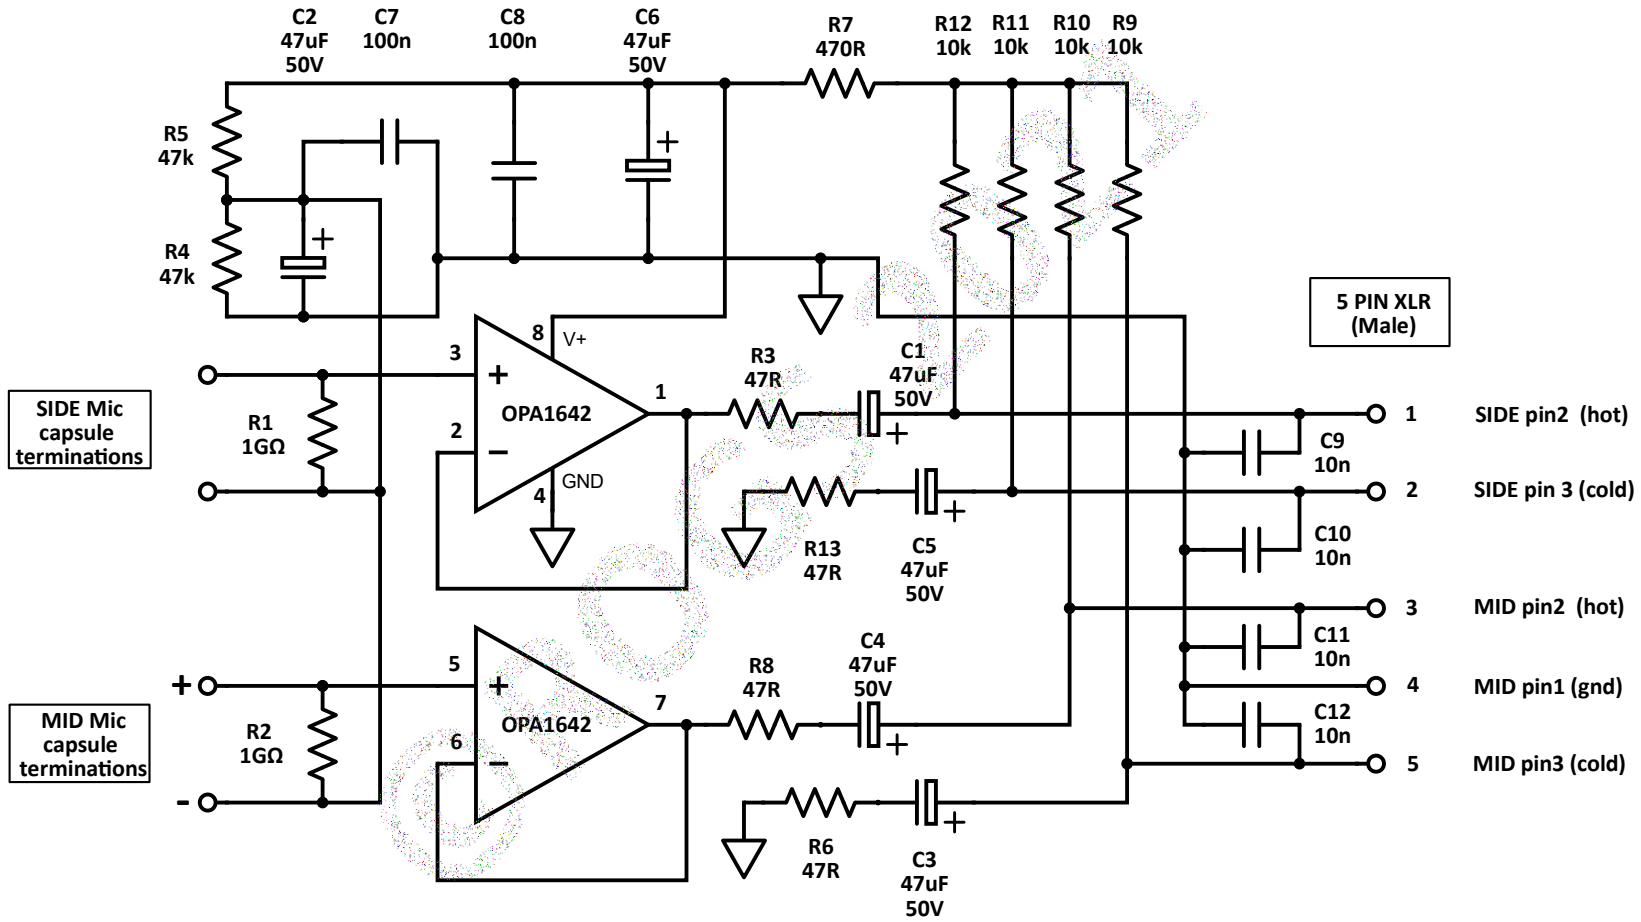 C2
47uF
50V
C7
100n
C8
100n
C6
47uF
50V
R7
470R
R12
10k
R11
10k
R10
10k
R9
10k
R5
47k
+
+
R4
47k
5 PIN XLR
(Male)
8
V+
3
+
OPA1642
1
2
−
4
GND
R3
47R
C1
47uF
50V
+
SIDE Mic
capsule
terminations
R1
1GΩ
1
SIDE pin2 (hot)
C9
10n
2
SIDE pin 3 (cold)
R13
47R
C5
47uF
50V
+
C10
10n
3
MID pin2 (hot)
C11
10n
+
5
+
OPA1642
7
6
−
R8
47R
C4
47uF
50V
+
4
MID pin1 (gnd)
MID Mic
capsule
terminations
R2
1GΩ
C12
10n
5
MID pin3 (cold)
-
R6
47R
C3
47uF
50V
+